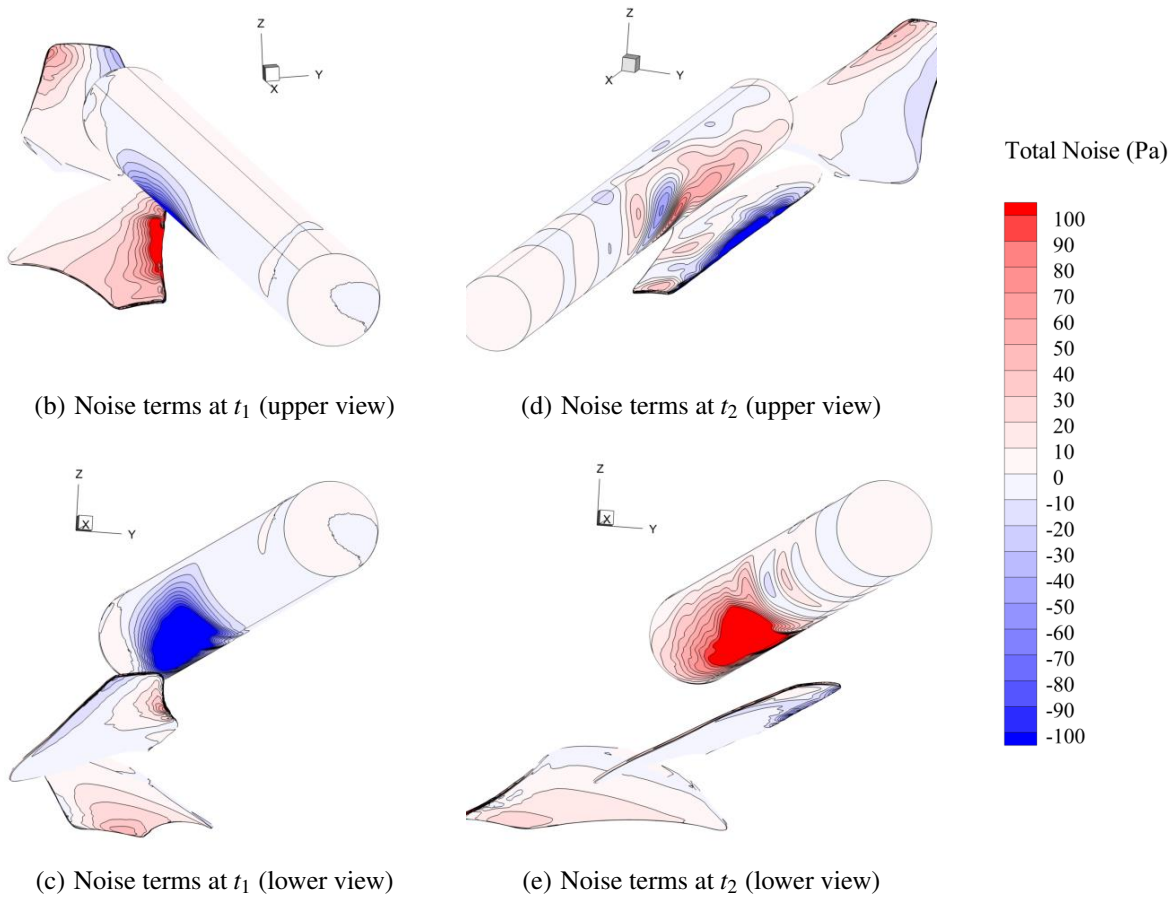 Z
Y
X
Z
Y
X
Total Noise (Pa)
100
90
80
70
60
50
40
30
20
10
0
-10
-20
-30
-40
-50
-60
-70
-80
-90
-100
(b) Noise terms at t₁ (upper view)
(d) Noise terms at t₂ (upper view)
Z
X
Y
Z
X
Y
(c) Noise terms at t₁ (lower view)
(e) Noise terms at t₂ (lower view)